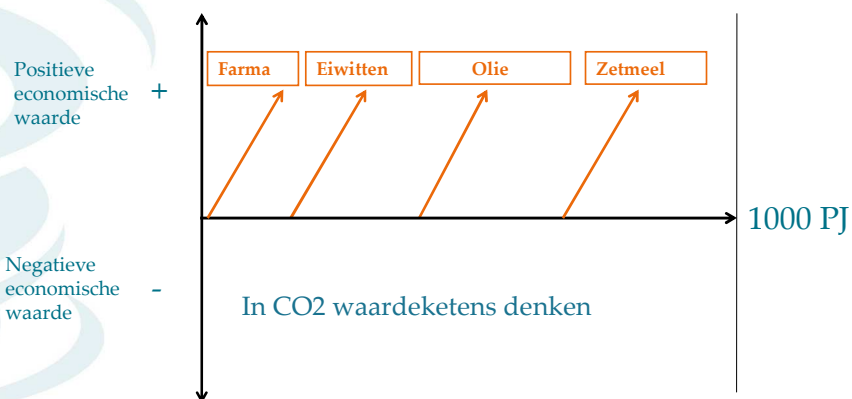 Farma
Eiwitten
Olie
Zetmeel
Positieve
economische
waarde
+
1000 PJ
Negatieve
economische
waarde
-
In CO2 waardeketens denken